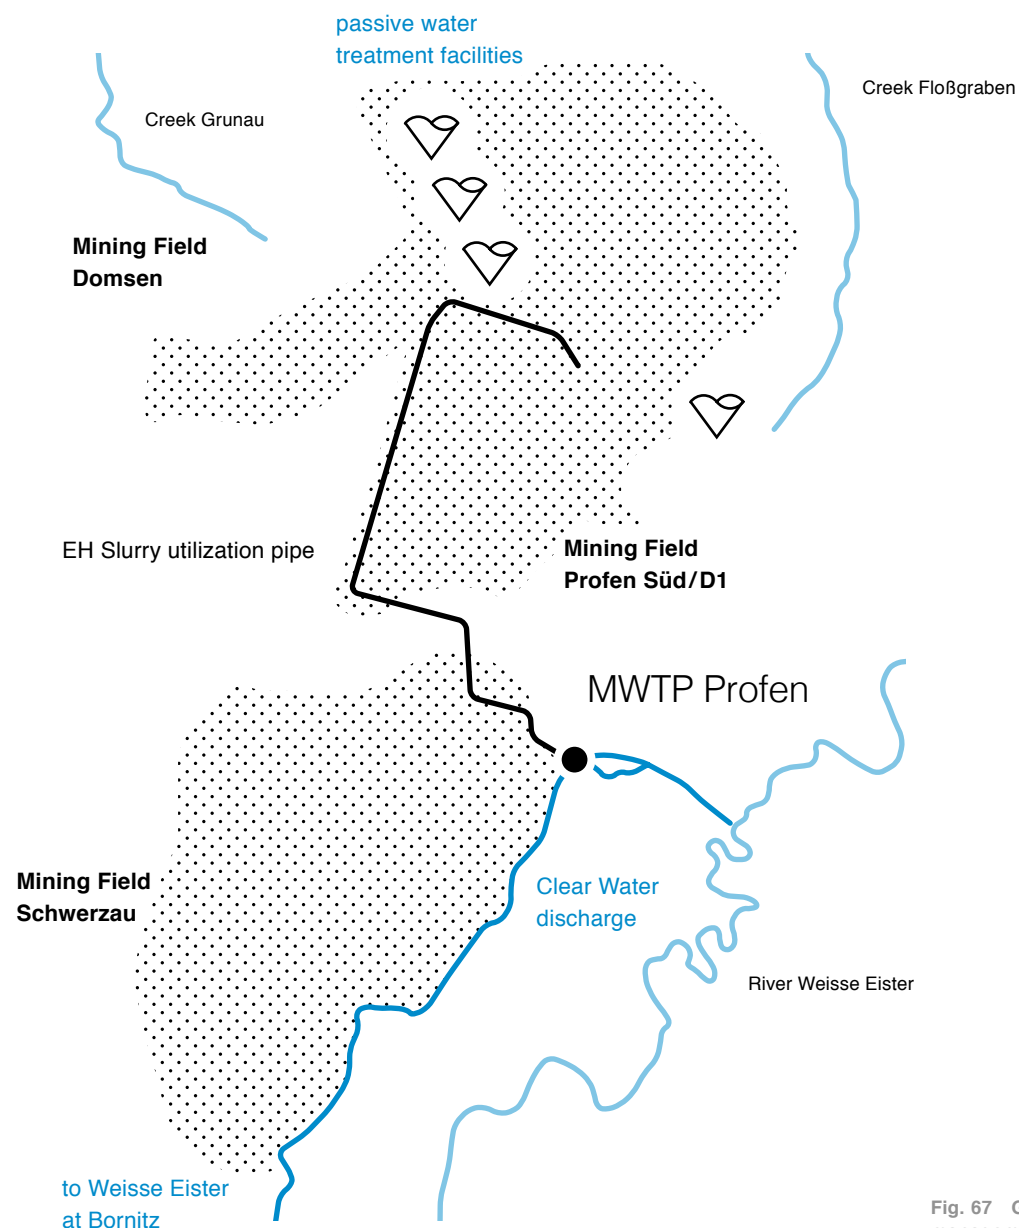 passive water
treatment facilities
Creek Floßgraben
Creek Grunau
Mining Field
Domsen
EH Slurry utilization pipe
Mining Field
Profen Süd/D1
MWTP Profen
Mining Field
Schwerzau
Clear Water
discharge
River Weisse Eister
to Weisse Eister
at Bornitz
Fig. 67